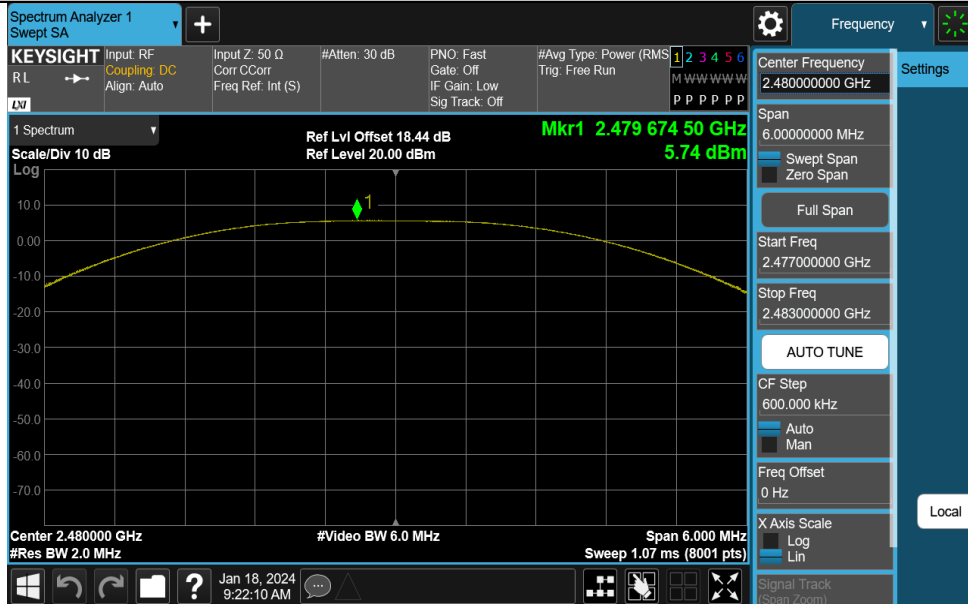 Spectrum Analyzer 1
Swept SA
+
Frequency
KEYSIGHT
R L
LXI
Input: RF
Coupling: DC
Align: Auto
Input Z: 50 Ω
Corr CCorr
Freq Ref: Int (S)
#Atten: 30 dB
PNO: Fast
Gate: Off
IF Gain: Low
Sig Track: Off
#Avg Type: Power (RMS
Trig: Free Run
1 2 3 4 5 6
M W W W W W
P P P P P P
1 Spectrum
Scale/Div 10 dB
Ref Lvl Offset 18.44 dB
Ref Level 20.00 dBm
Mkr1 2.479 674 50 GHz
5.74 dBm
Log
1
10.0
0.00
-10.0
-20.0
-30.0
-40.0
-50.0
-60.0
-70.0
Center 2.480000 GHz
#Res BW 2.0 MHz
#Video BW 6.0 MHz
Span 6.000 MHz
Sweep 1.07 ms (8001 pts)
?
Jan 18, 2024
9:22:10 AM
Center Frequency
2.480000000 GHz
Span
6.00000000 MHz
Swept Span
Zero Span
Full Span
Start Freq
2.477000000 GHz
Stop Freq
2.483000000 GHz
AUTO TUNE
CF Step
600.000 kHz
Auto
Man
Freq Offset
0 Hz
X Axis Scale
Log
Lin
Signal Track
(Span Zoom)
Settings
Local